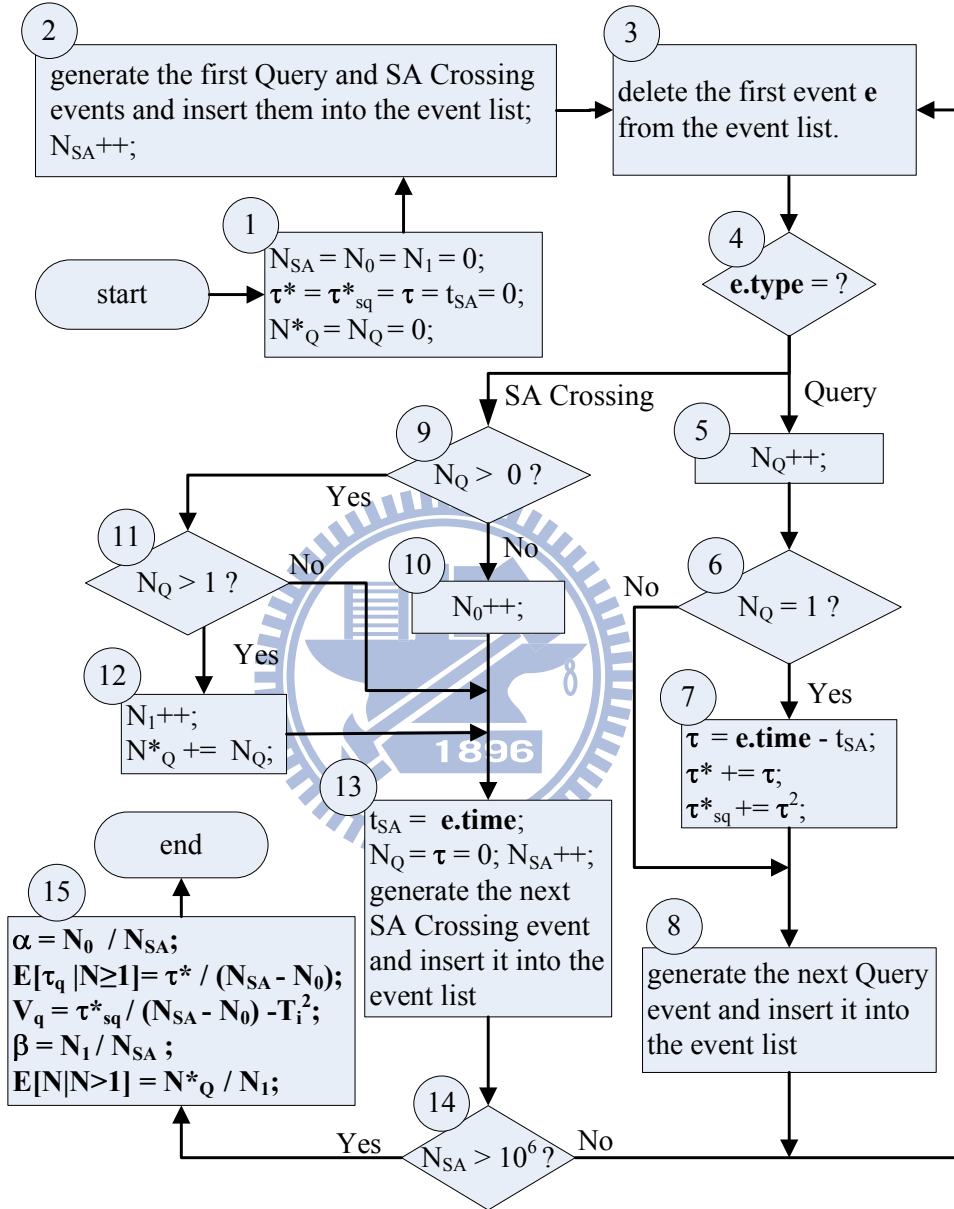 2
generate the first Query and SA Crossing
events and insert them into the event list;
N_SA++;
3
delete the first event e
from the event list.
1
N_SA = N_0 = N_1 = 0;
τ* = τ*_sq = τ = t_SA = 0;
N*_Q = N_Q = 0;
start
4
e.type = ?
SA Crossing
Query
9
N_Q > 0 ?
Yes
No
5
N_Q++;
11
N_Q > 1 ?
No
Yes
10
N_0++;
6
N_Q = 1 ?
No
Yes
12
N_1++;
N*_Q += N_Q;
7
τ = e.time - t_SA;
τ* += τ;
τ*_sq += τ²;
1896
13
t_SA = e.time;
N_Q = τ = 0; N_SA++;
generate the next
SA Crossing event
and insert it into the
event list
8
generate the next Query
event and insert it into
the event list
end
15
α = N_0 / N_SA;
E[τ_q |N≥1]= τ* / (N_SA - N_0);
V_q = τ*_sq / (N_SA - N_0) -T_i²;
β = N_1 / N_SA ;
E[N|N>1] = N*_Q / N_1;
14
N_SA > 10⁶ ?
Yes
No